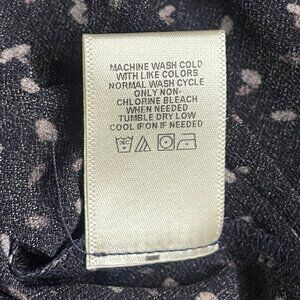 MACHINE WASH COLD
WITH LIKE COLORS
NORMAL WASH CYCLE
ONLY NON-
CHLORINE BLEACH
WHEN NEEDED
TUMBLE DRY LOW
COOL IRON IF NEEDED